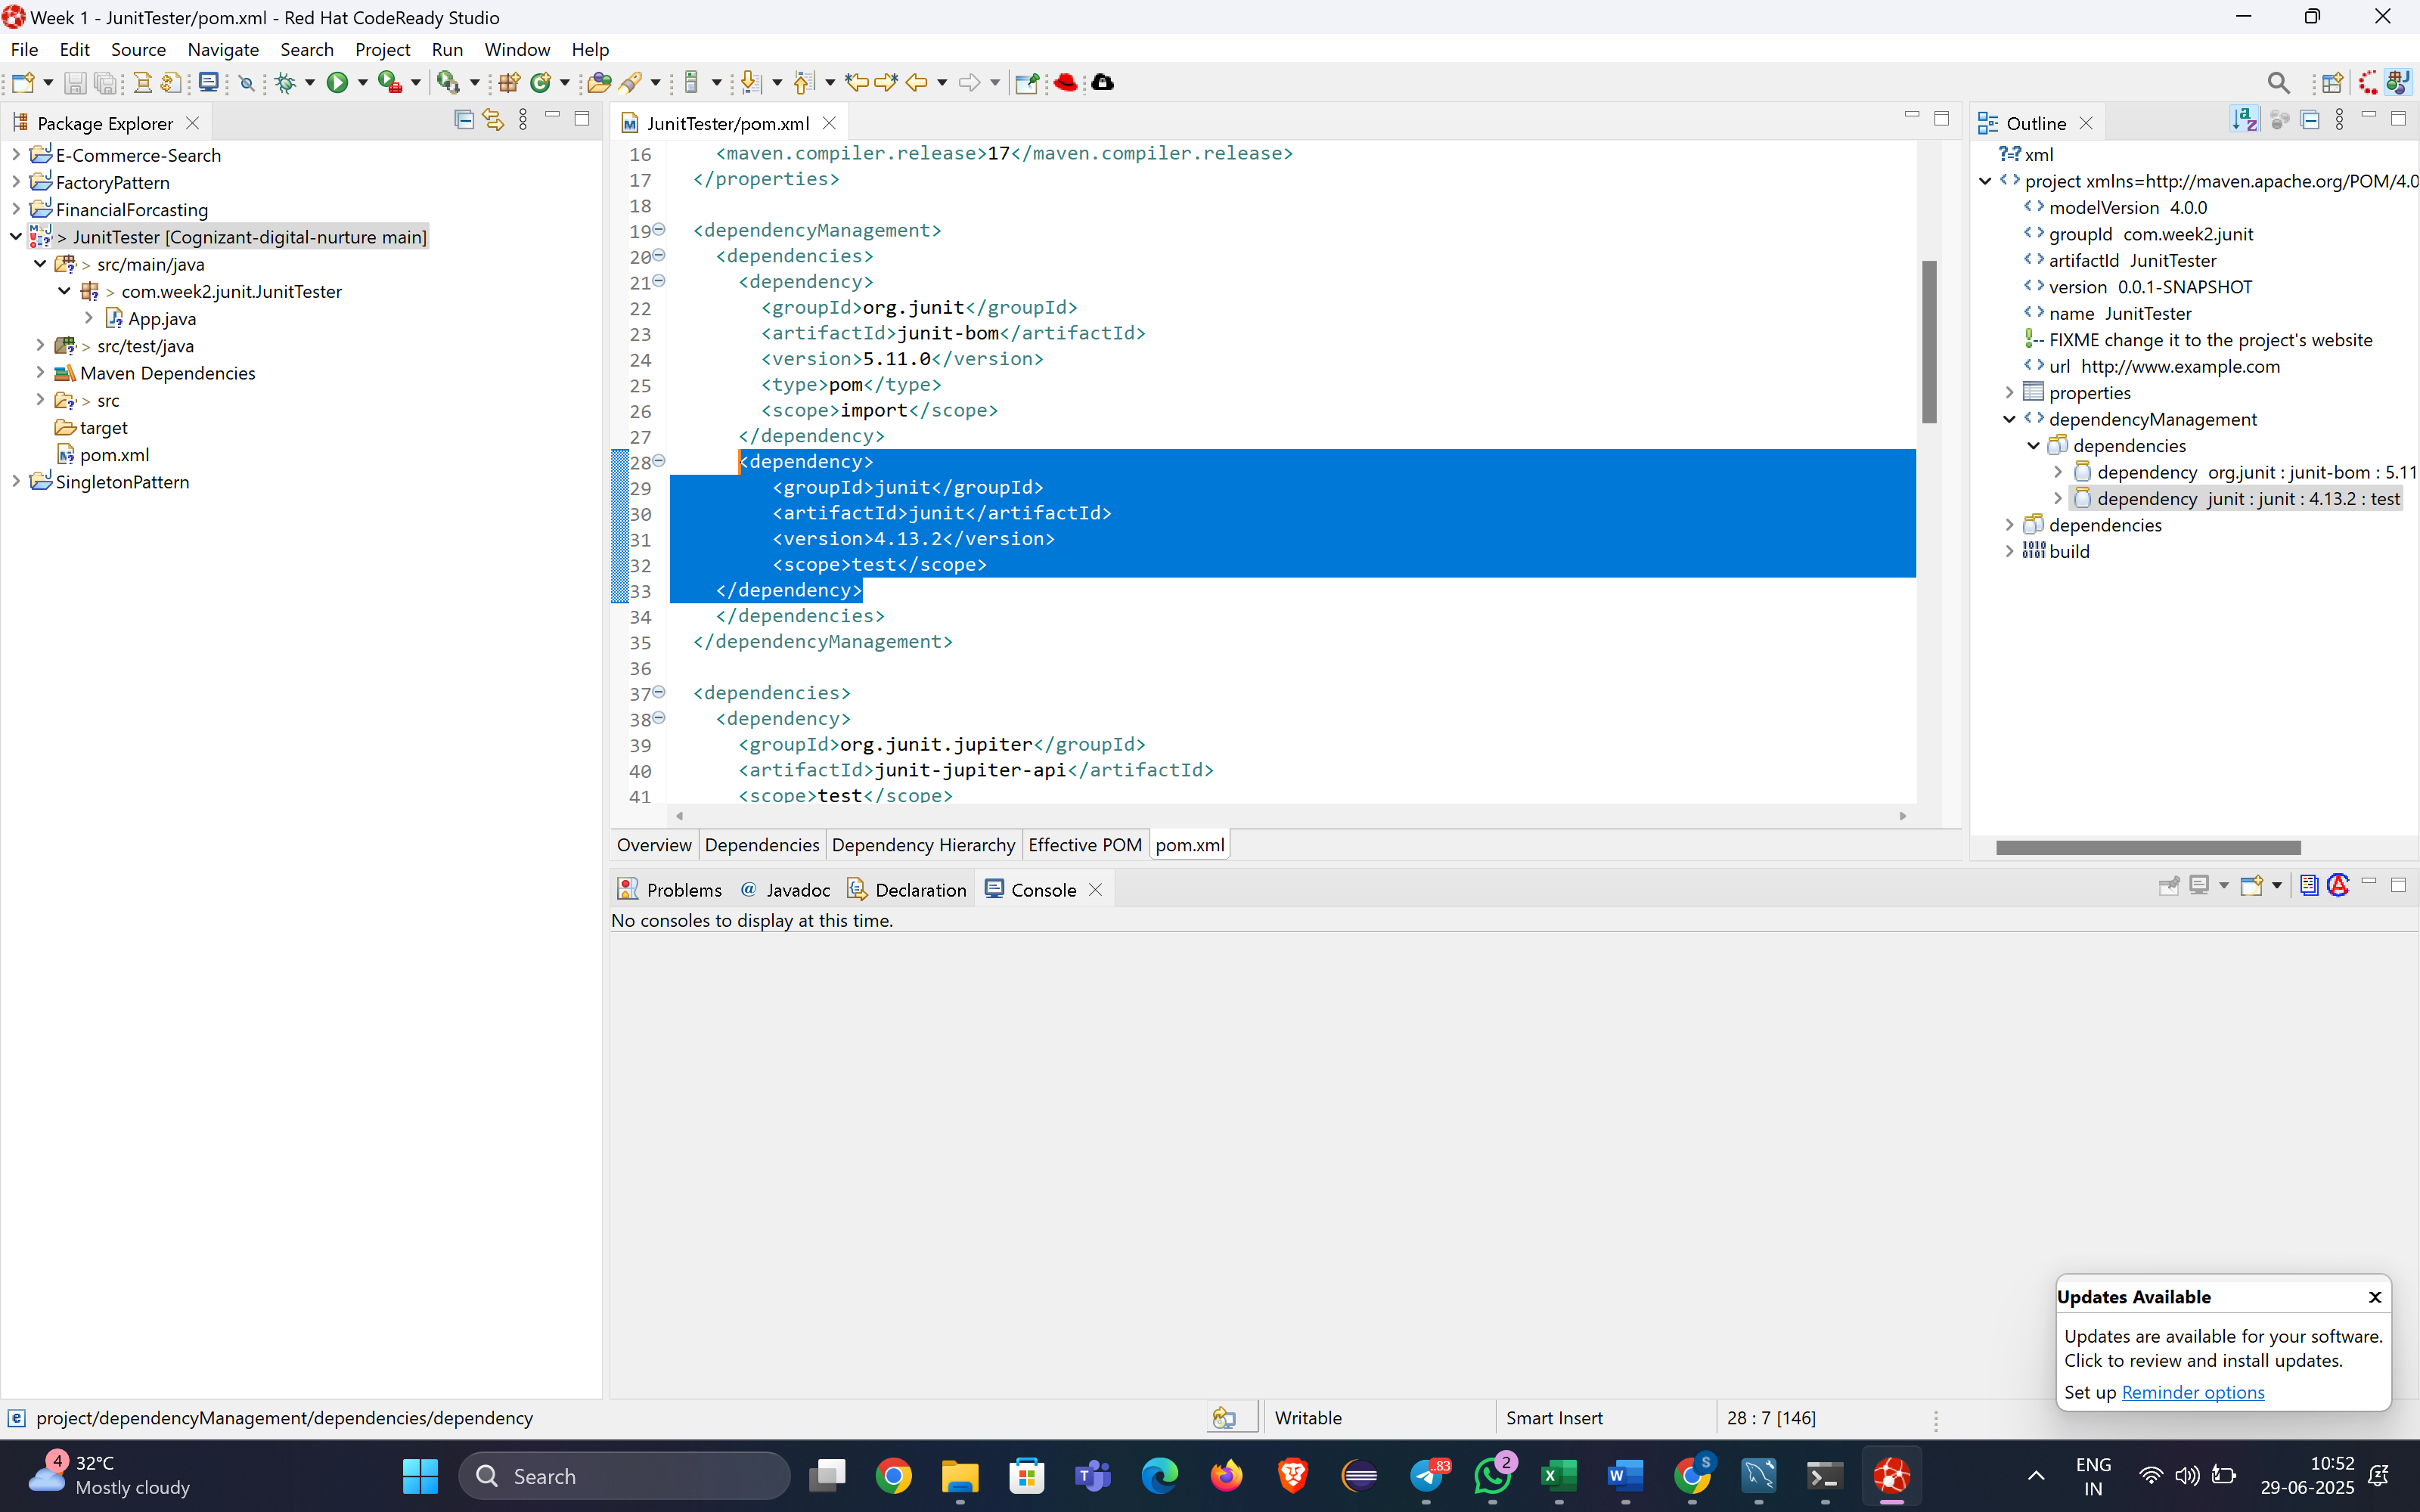 Week 1 - JunitTester/pom.xml - Red Hat CodeReady Studio
File Edit Source Navigate Search Project Run Window Help
Package Explorer
E-Commerce-Search
FactoryPattern
FinancialForcasting
> JunitTester [Cognizant-digital-nurture main]
> src/main/java
> com.week2.junit.JunitTester
App.java
> src/test/java
Maven Dependencies
> src
target
pom.xml
SingletonPattern
JunitTester/pom.xml
16 <maven.compiler.release>17</maven.compiler.release>
17 </properties>
18
19 <dependencyManagement>
20 <dependencies>
21 <dependency>
22 <groupId>org.junit</groupId>
23 <artifactId>junit-bom</artifactId>
24 <version>5.11.0</version>
25 <type>pom</type>
26 <scope>import</scope>
27 </dependency>
28 <dependency>
29 <groupId>junit</groupId>
30 <artifactId>junit</artifactId>
31 <version>4.13.2</version>
32 <scope>test</scope>
33 </dependency>
34 </dependencies>
35 </dependencyManagement>
36
37 <dependencies>
38 <dependency>
39 <groupId>org.junit.jupiter</groupId>
40 <artifactId>junit-jupiter-api</artifactId>
41 <scope>test</scope>
Overview Dependencies Dependency Hierarchy Effective POM pom.xml
Outline
?=? xml
project xmlns=http://maven.apache.org/POM/4.0
modelVersion 4.0.0
groupId com.week2.junit
artifactId JunitTester
version 0.0.1-SNAPSHOT
name JunitTester
FIXME change it to the project's website
url http://www.example.com
properties
dependencyManagement
dependencies
dependency org.junit : junit-bom : 5.11
dependency junit : junit : 4.13.2 : test
dependencies
build
Problems @ Javadoc Declaration Console
No consoles to display at this time.
Updates Available x
Updates are available for your software.
Click to review and install updates.
Set up Reminder options
project/dependencyManagement/dependencies/dependency
Writable
Smart Insert
28 : 7 [146]
4
32°C
Mostly cloudy
Search
..83
2
S
ENG
IN
10:52
29-06-2025